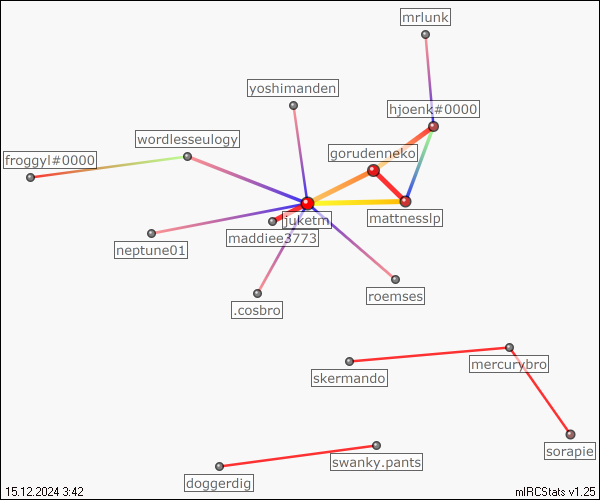 mrlunk
yoshimanden
hjoenk#0000
wordlesseulogy
gorudenneko
froggyl#0000
juketm
mattnesslp
maddiee3773
neptune01
roemses
.cosbro
mercurybro
skermando
sorapie
swanky.pants
doggerdig
15.12.2024 3:42
mIRCStats v1.25